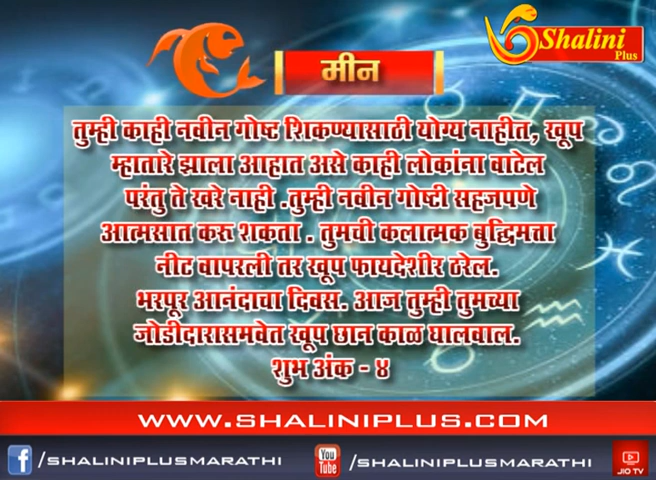 Shalini
Plus
मीन
तुम्ही काही नवीन गोष्ट शिकण्यासाठी योग्य नाहीत, खूप
म्हातारे झाला आहात असे काही लोकांना वाटेल
परंतु ते खरे नाही .तुम्ही नवीन गोष्टी सहजपणे
आत्मसात करू शकता . तुमची कलात्मक बुद्धिमत्ता
नीट वापरली तर खूप फायदेशीर ठरेल.
भरपूर आनंदाचा दिवस. आज तुम्ही तुमच्या
जोडीदारासमवेत खूप छान काळ घालवाल.
शुभ अंक - ४
WWW.SHALINIPLUS.COM
f /SHALINIPLUSMARATHI
You Tube /SHALINIPLUSMARATHI
JIO TV